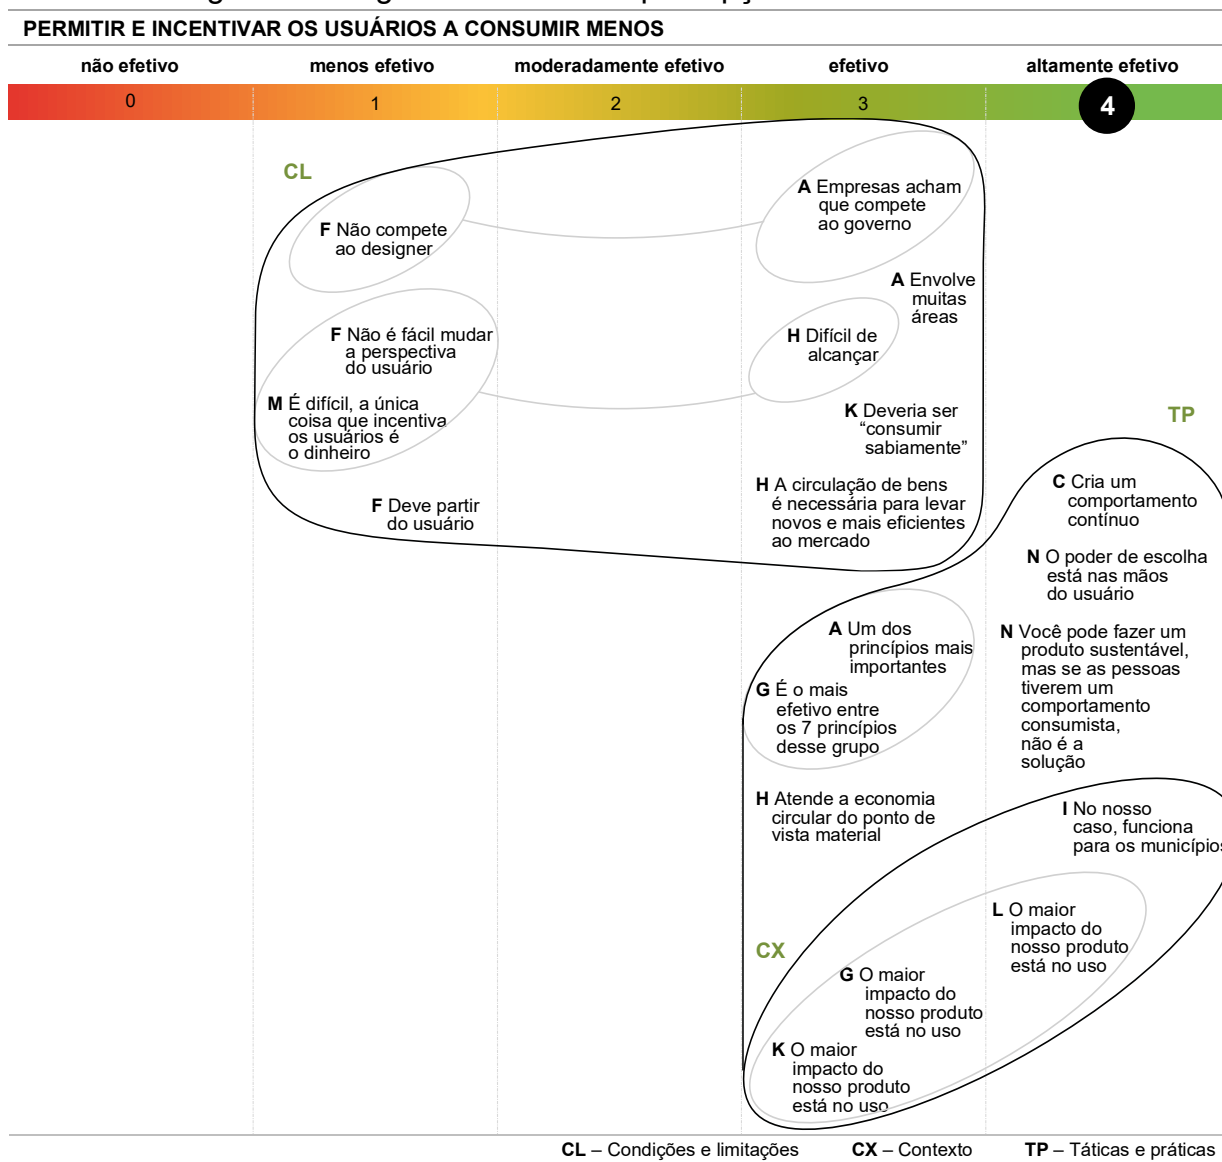 PERMITIR E INCENTIVAR OS USUÁRIOS A CONSUMIR MENOS
não efetivo
menos efetivo
moderadamente efetivo
efetivo
altamente efetivo
0
1
2
3
4
CL
F Não compete
ao designer
A Empresas acham
que compete
ao governo
A Envolve
muitas
áreas
F Não é fácil mudar
a perspectiva
do usuário
H Difícil de
alcançar
M É difícil, a única
coisa que incentiva
os usuários é
o dinheiro
K Deveria ser
“consumir
sabiamente”
F Deve partir
do usuário
H A circulação de bens
é necessária para levar
novos e mais eficientes
ao mercado
TP
C Cria um
comportamento
contínuo
N O poder de escolha
está nas mãos
do usuário
A Um dos
princípios mais
importantes
G É o mais
efetivo entre
os 7 princípios
desse grupo
N Você pode fazer um
produto sustentável,
mas se as pessoas
tiverem um
comportamento
consumista,
não é a
solução
H Atende a economia
circular do ponto de
vista material
I No nosso
caso, funciona
para os municípios
CX
L O maior
impacto do
nosso produto
está no uso
G O maior
impacto do
nosso produto
está no uso
K O maior
impacto do
nosso produto
está no uso
CL – Condições e limitações
CX – Contexto
TP – Táticas e práticas